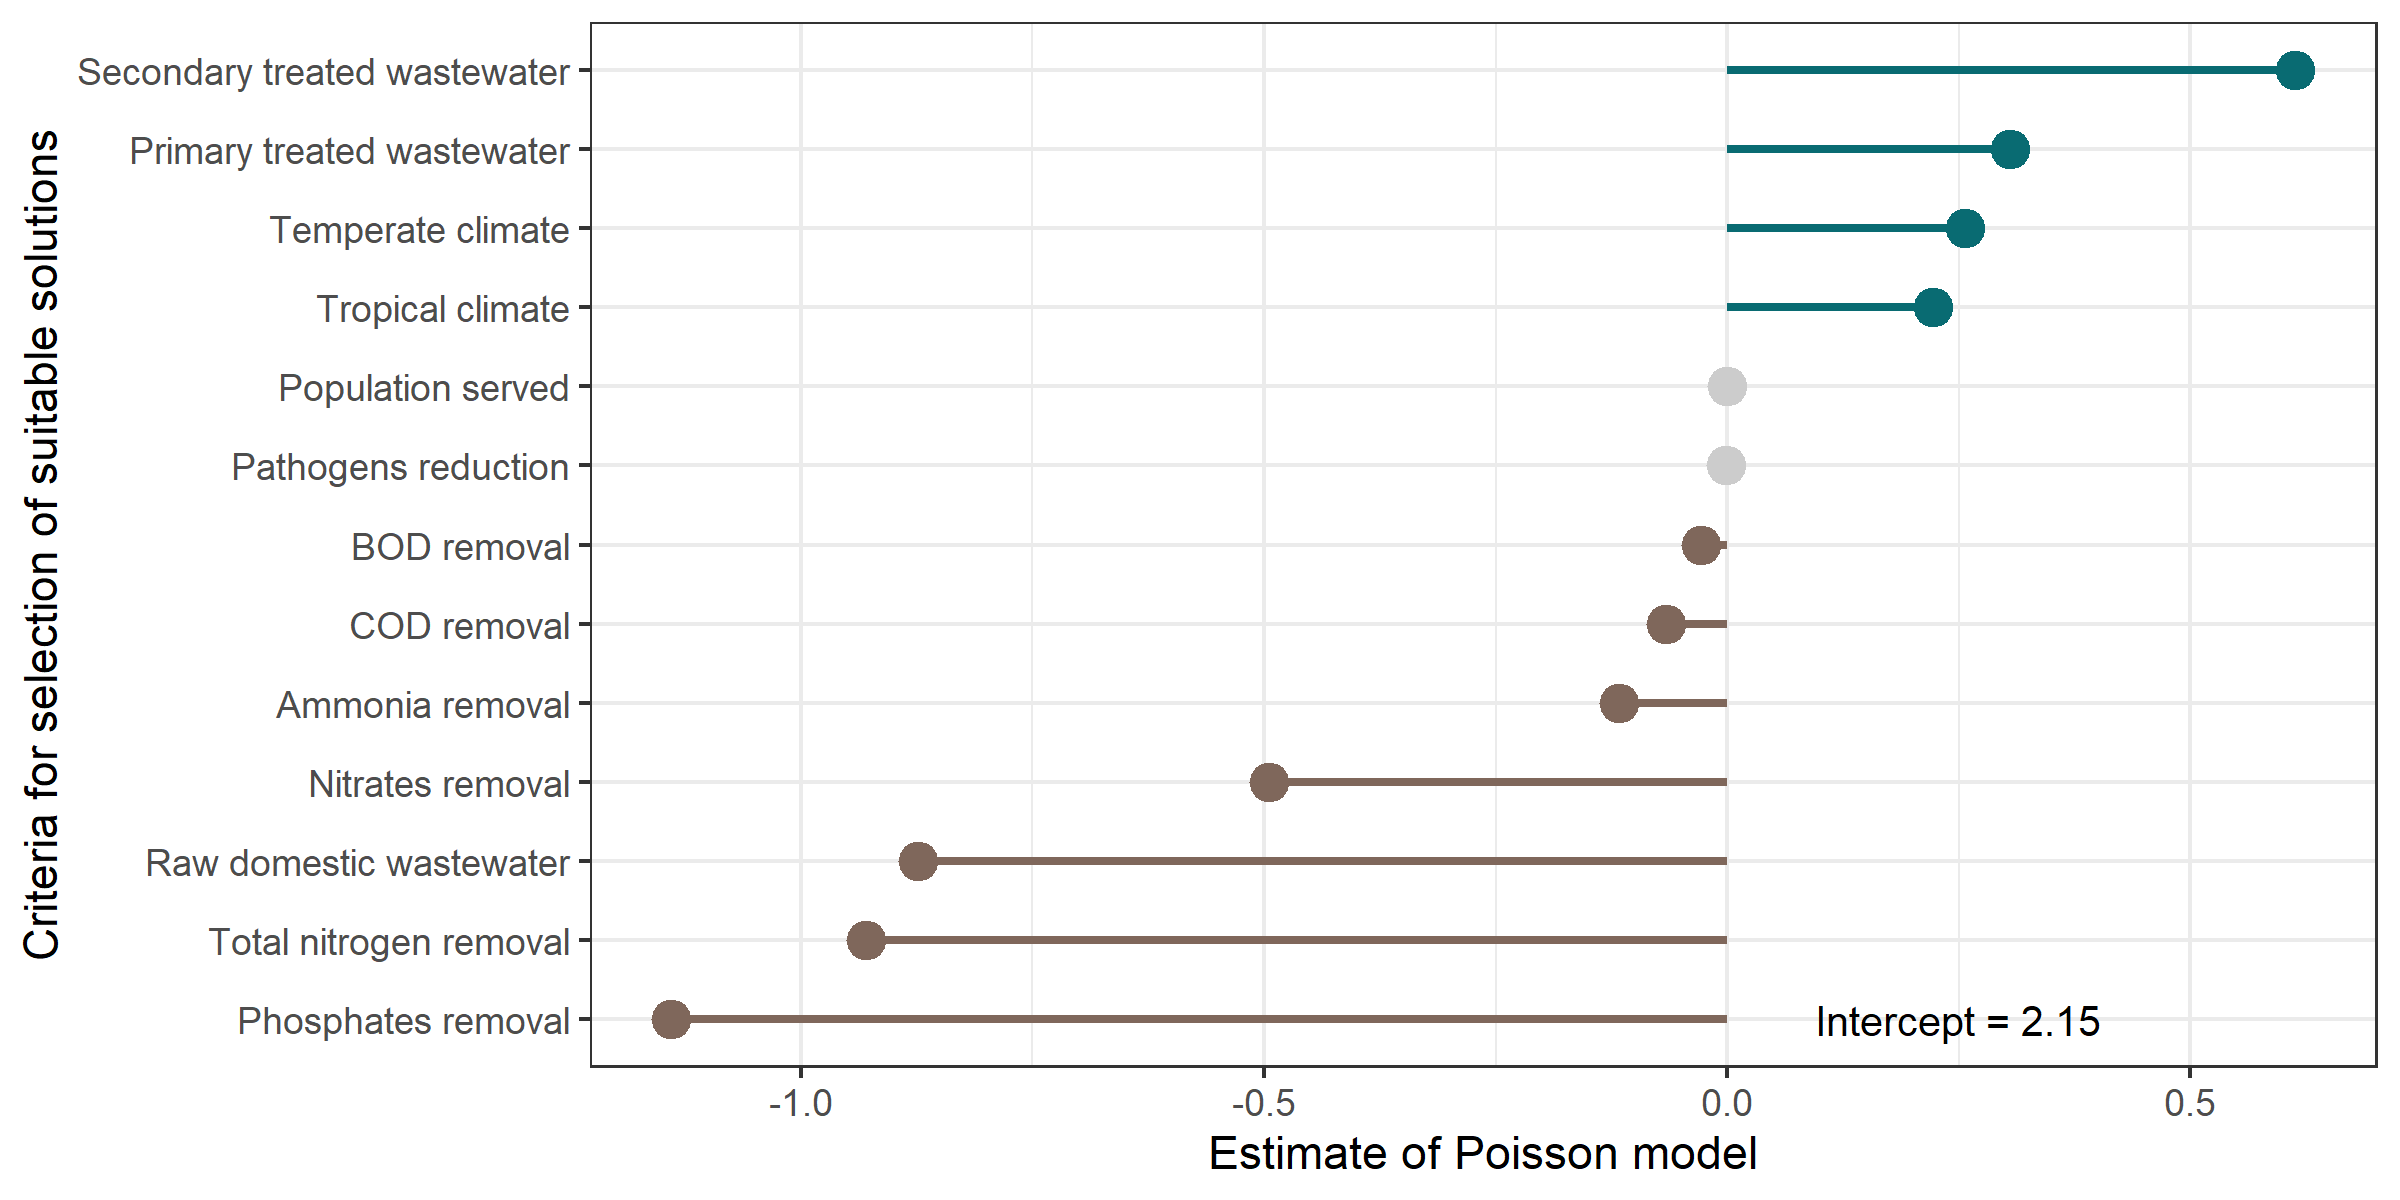 Criteria for selection of suitable solutions
Secondary treated wastewater
Primary treated wastewater
Temperate climate
Tropical climate
Population served
Pathogens reduction
BOD removal
COD removal
Ammonia removal
Nitrates removal
Raw domestic wastewater
Total nitrogen removal
Phosphates removal
Intercept = 2.15
-1.0
-0.5
0.0
0.5
Estimate of Poisson model